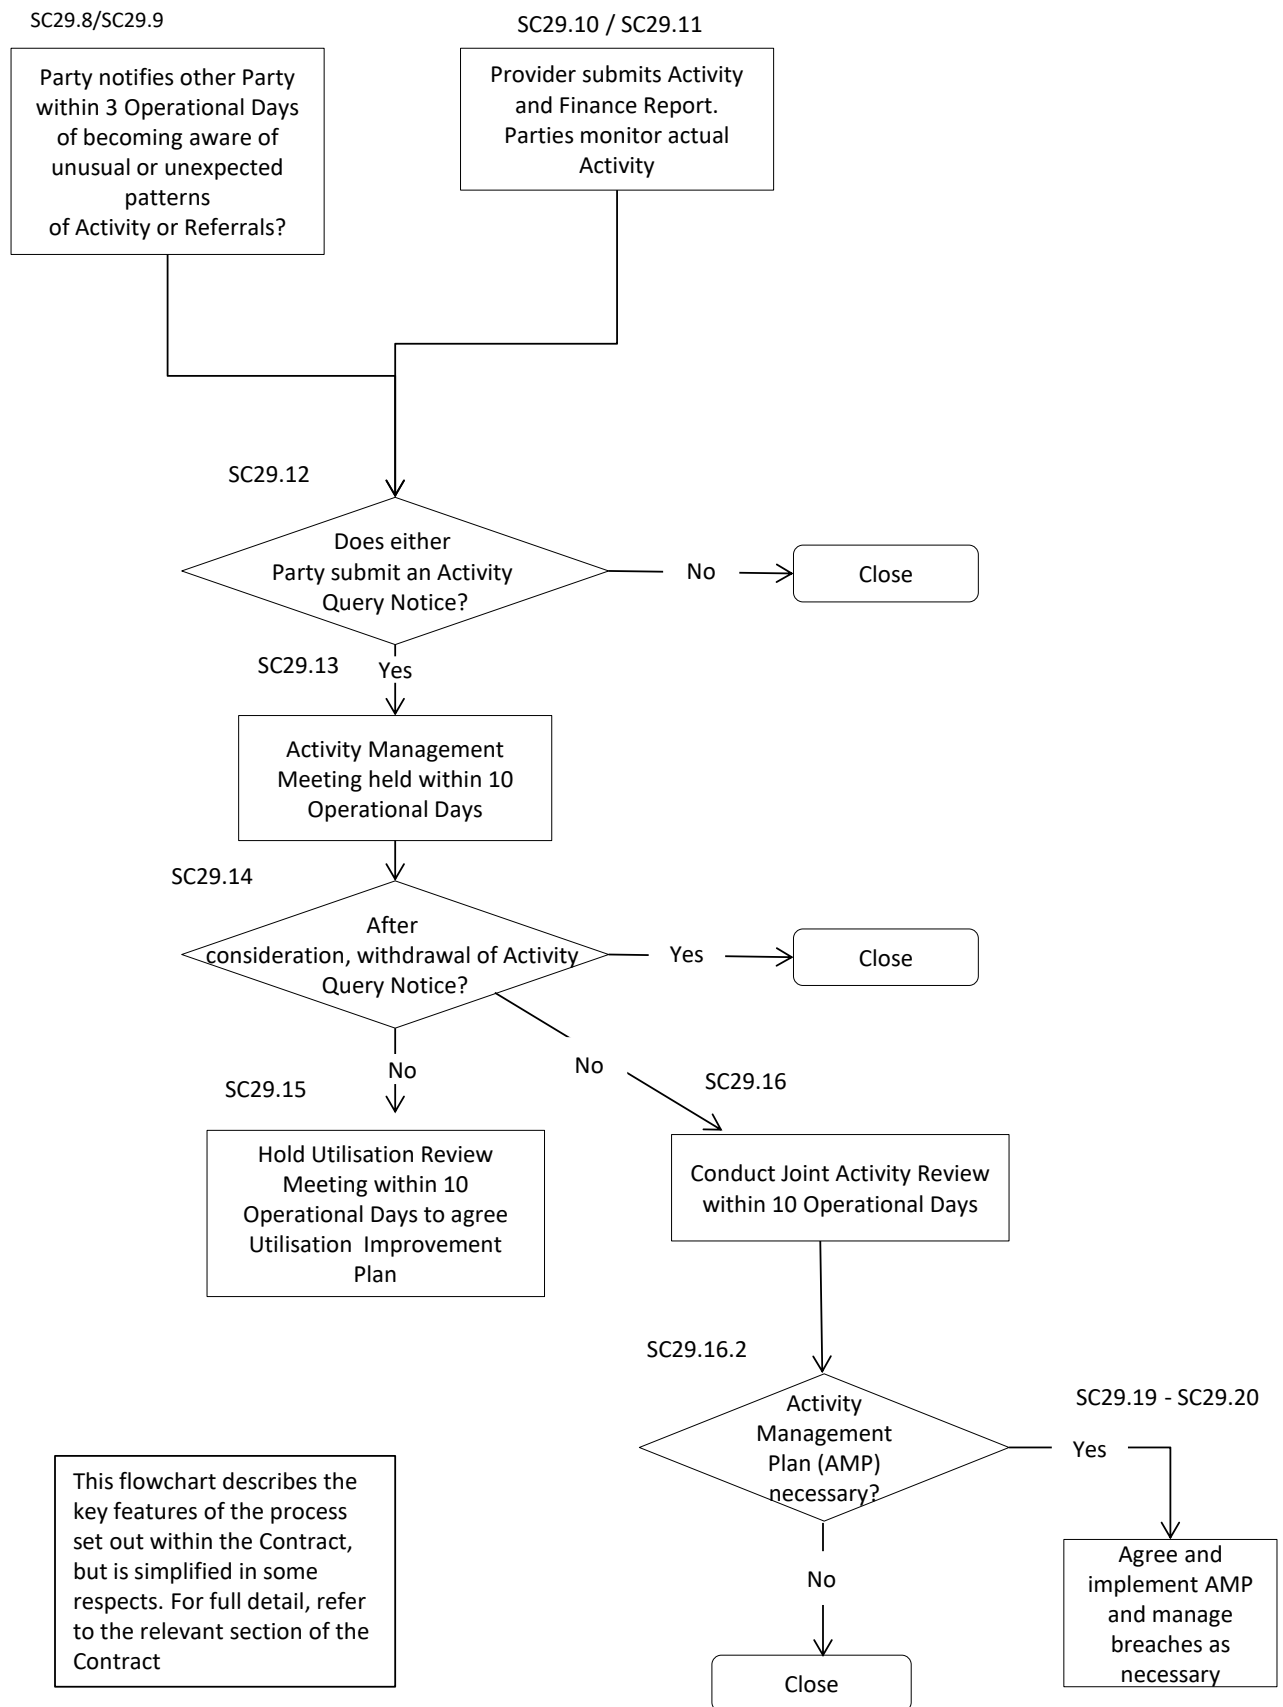 SC29.8/SC29.9
Party notifies other Party
within 3 Operational Days
of becoming aware of
unusual or unexpected
patterns
of Activity or Referrals?
SC29.10 / SC29.11
Provider submits Activity
and Finance Report.
Parties monitor actual
Activity
SC29.12
Does either
Party submit an Activity
Query Notice?
No
Close
SC29.13
Yes
Activity Management
Meeting held within 10
Operational Days
SC29.14
After
consideration, withdrawal of Activity
Query Notice?
Yes
Close
No
SC29.15
Hold Utilisation Review
Meeting within 10
Operational Days to agree
Utilisation Improvement
Plan
No
SC29.16
Conduct Joint Activity Review
within 10 Operational Days
SC29.16.2
Activity
Management
Plan (AMP)
necessary?
SC29.19 - SC29.20
Yes
Agree and
implement AMP
and manage
breaches as
necessary
No
Close
This flowchart describes the
key features of the process
set out within the Contract,
but is simplified in some
respects. For full detail, refer
to the relevant section of the
Contract